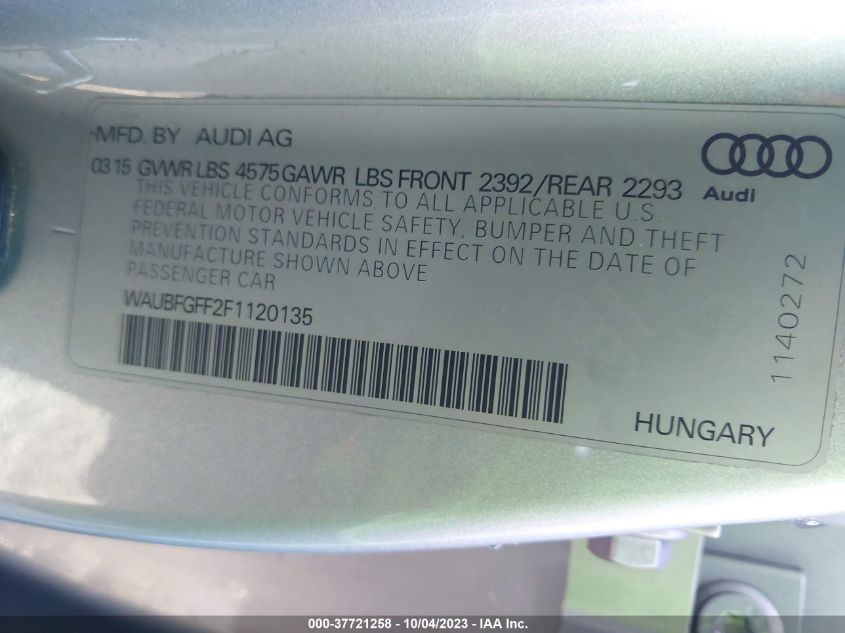 MFD. BY AUDI AG
0315 GVWR LBS 4575 GAWR LBS FRONT 2392/REAR 2293
THIS VEHICLE CONFORMS TO ALL APPLICABLE U.S.
FEDERAL MOTOR VEHICLE SAFETY, BUMPER AND THEFT
PREVENTION STANDARDS IN EFFECT ON THE DATE OF
MANUFACTURE SHOWN ABOVE
PASSENGER CAR
WAUBFGFF2F1120135
Audi
1140272
HUNGARY
000-37721258 - 10/04/2023 - IAA Inc.